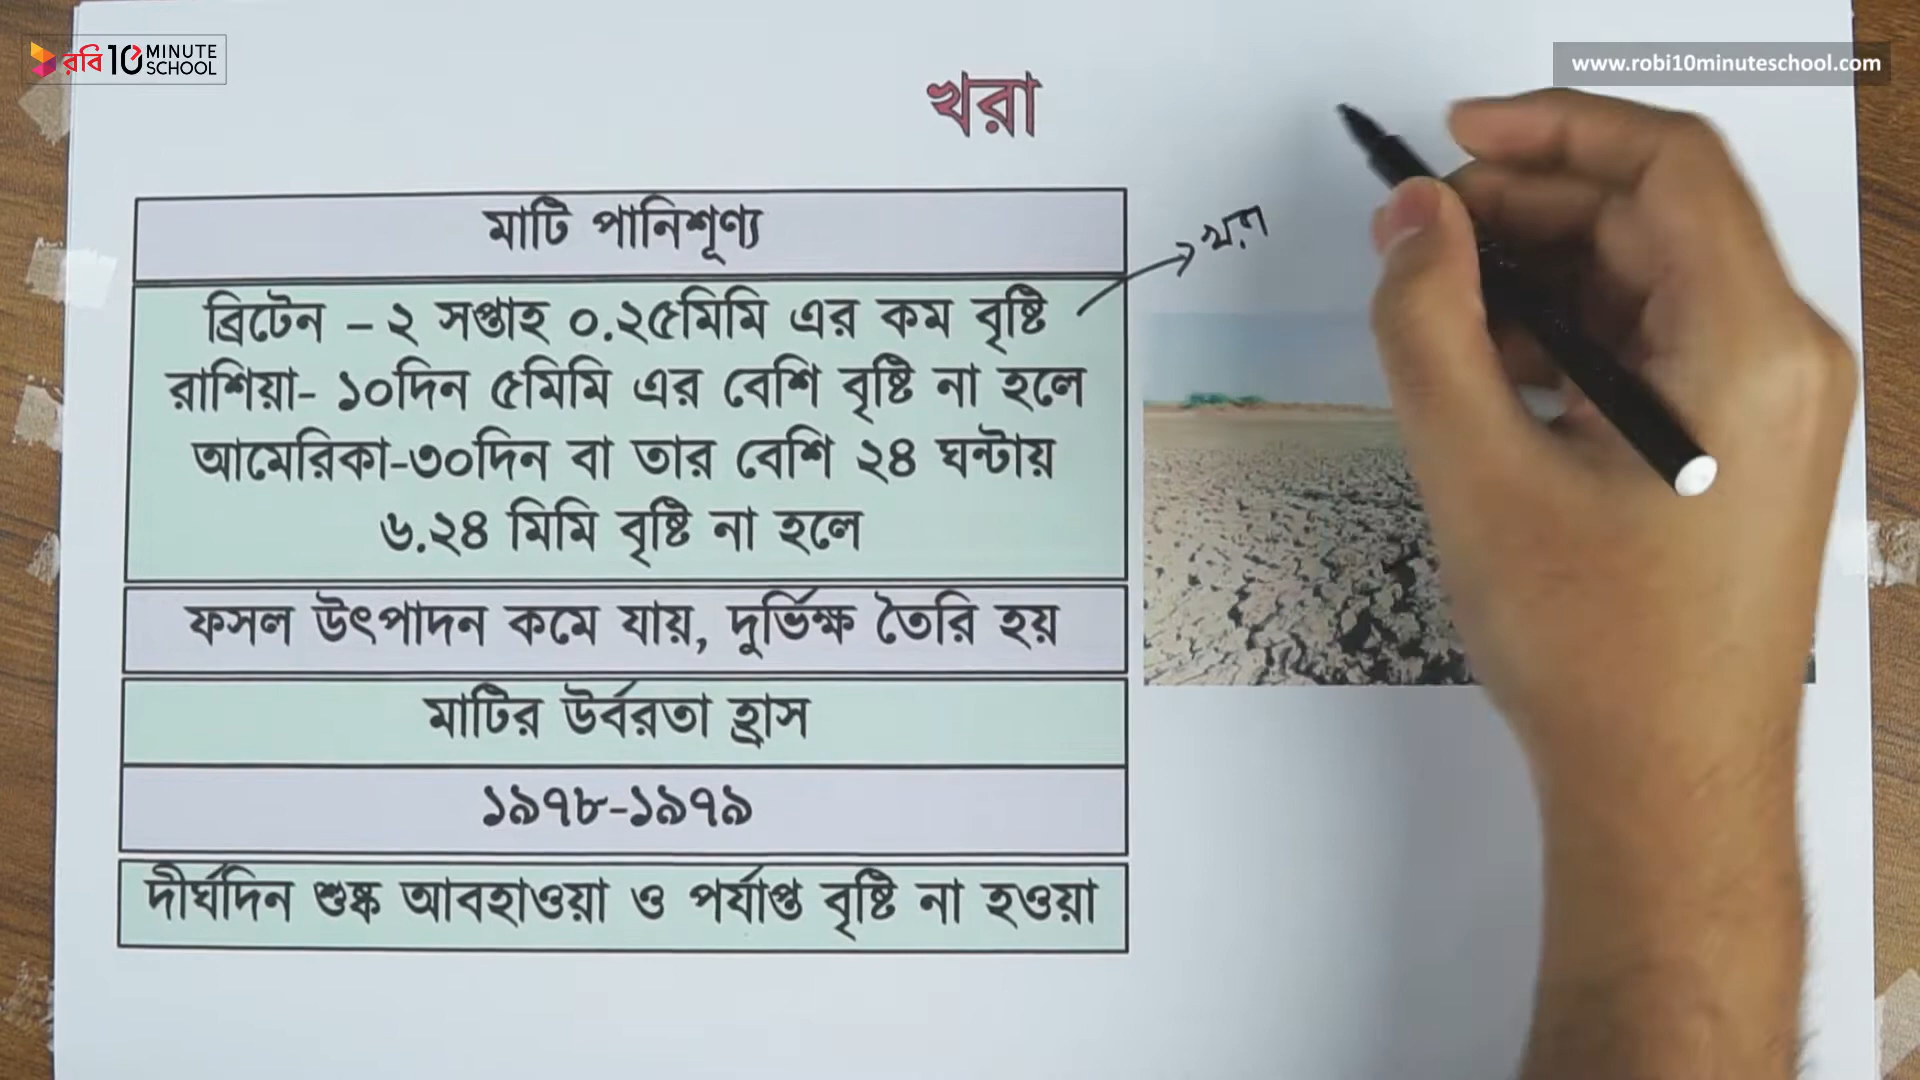 রবি 10 MINUTE SCHOOL
www.robi10minuteschool.com
খরা
মাটি পানিশূণ্য
খরা
ব্রিটেন – ২ সপ্তাহ ০.২৫মিমি এর কম বৃষ্টি
রাশিয়া- ১০দিন ৫মিমি এর বেশি বৃষ্টি না হলে
আমেরিকা-৩০দিন বা তার বেশি ২৪ ঘন্টায়
৬.২৪ মিমি বৃষ্টি না হলে
ফসল উৎপাদন কমে যায়, দুর্ভিক্ষ তৈরি হয়
মাটির উর্বরতা হ্রাস
১৯৭৮-১৯৭৯
দীর্ঘদিন শুষ্ক আবহাওয়া ও পর্যাপ্ত বৃষ্টি না হওয়া